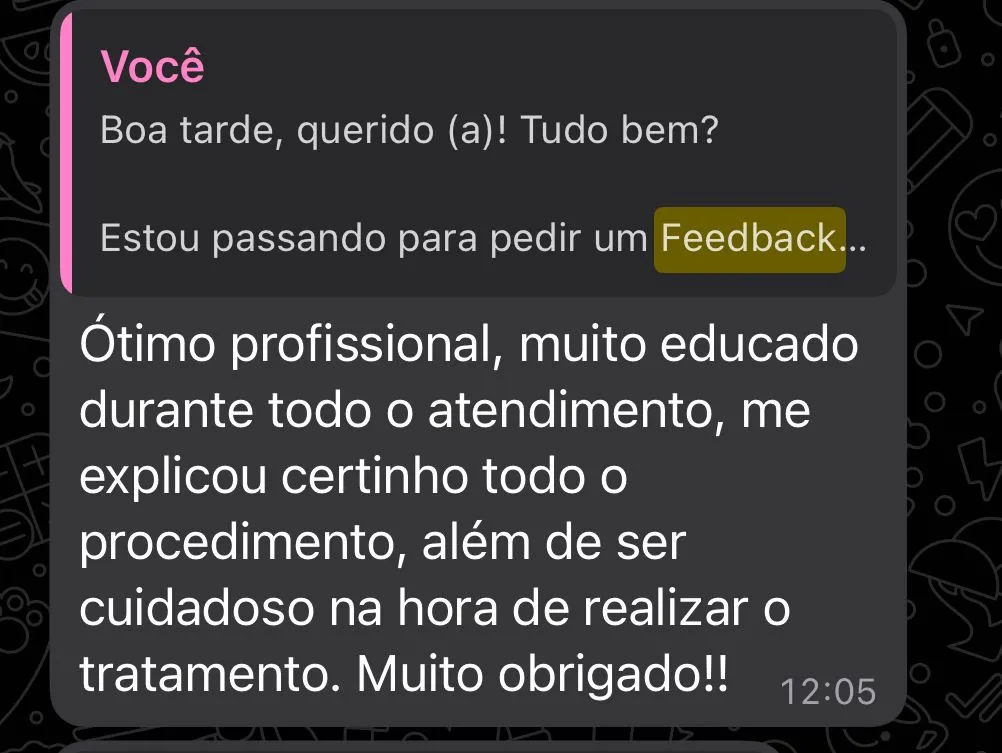 Você
Boa tarde, querido (a)! Tudo bem?
Estou passando para pedir um Feedback...
Ótimo profissional, muito educado
durante todo o atendimento, me
explicou certinho todo o
procedimento, além de ser
cuidadoso na hora de realizar o
tratamento. Muito obrigado!!
12:05